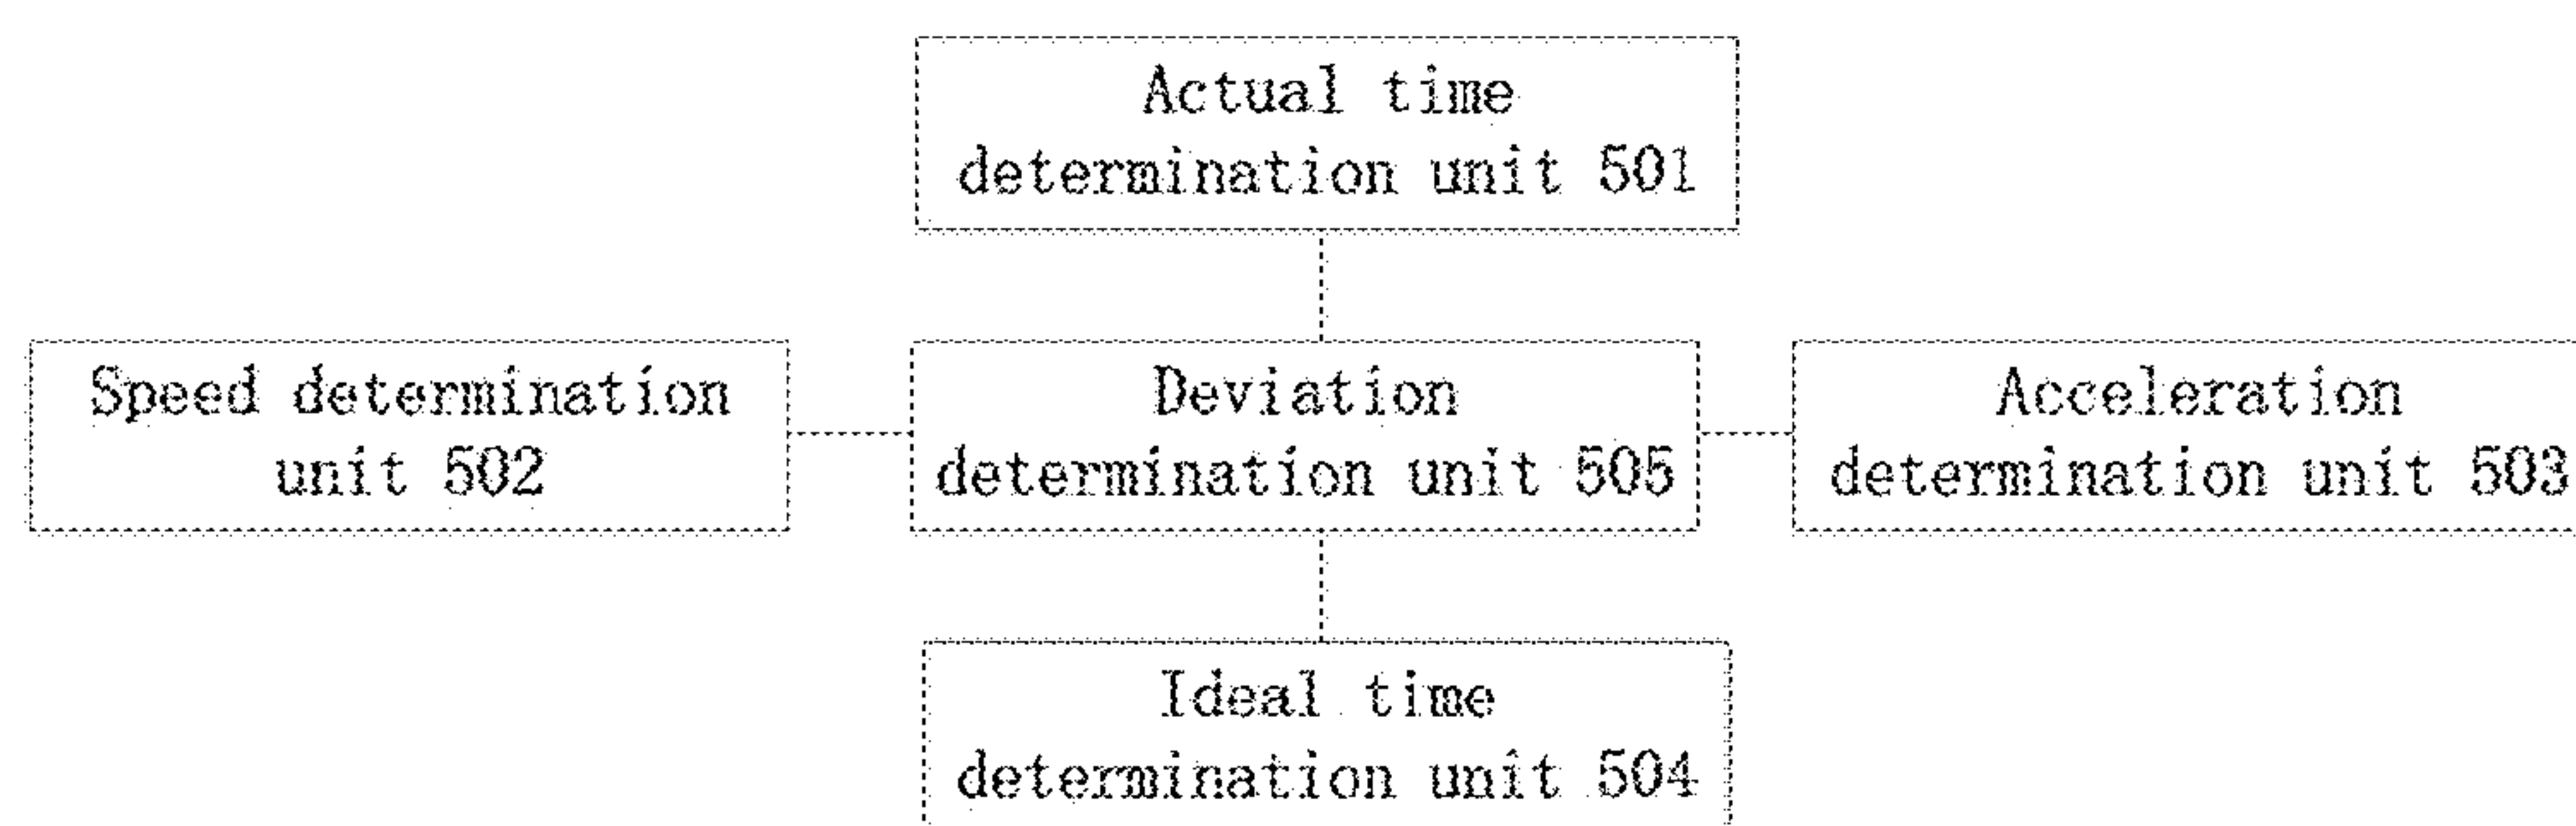 Actual time
determination unit 501
Speed determination
unit 502
Deviation
determination unit 505
Acceleration
determination unit 503
Ideal time
determination unit 504